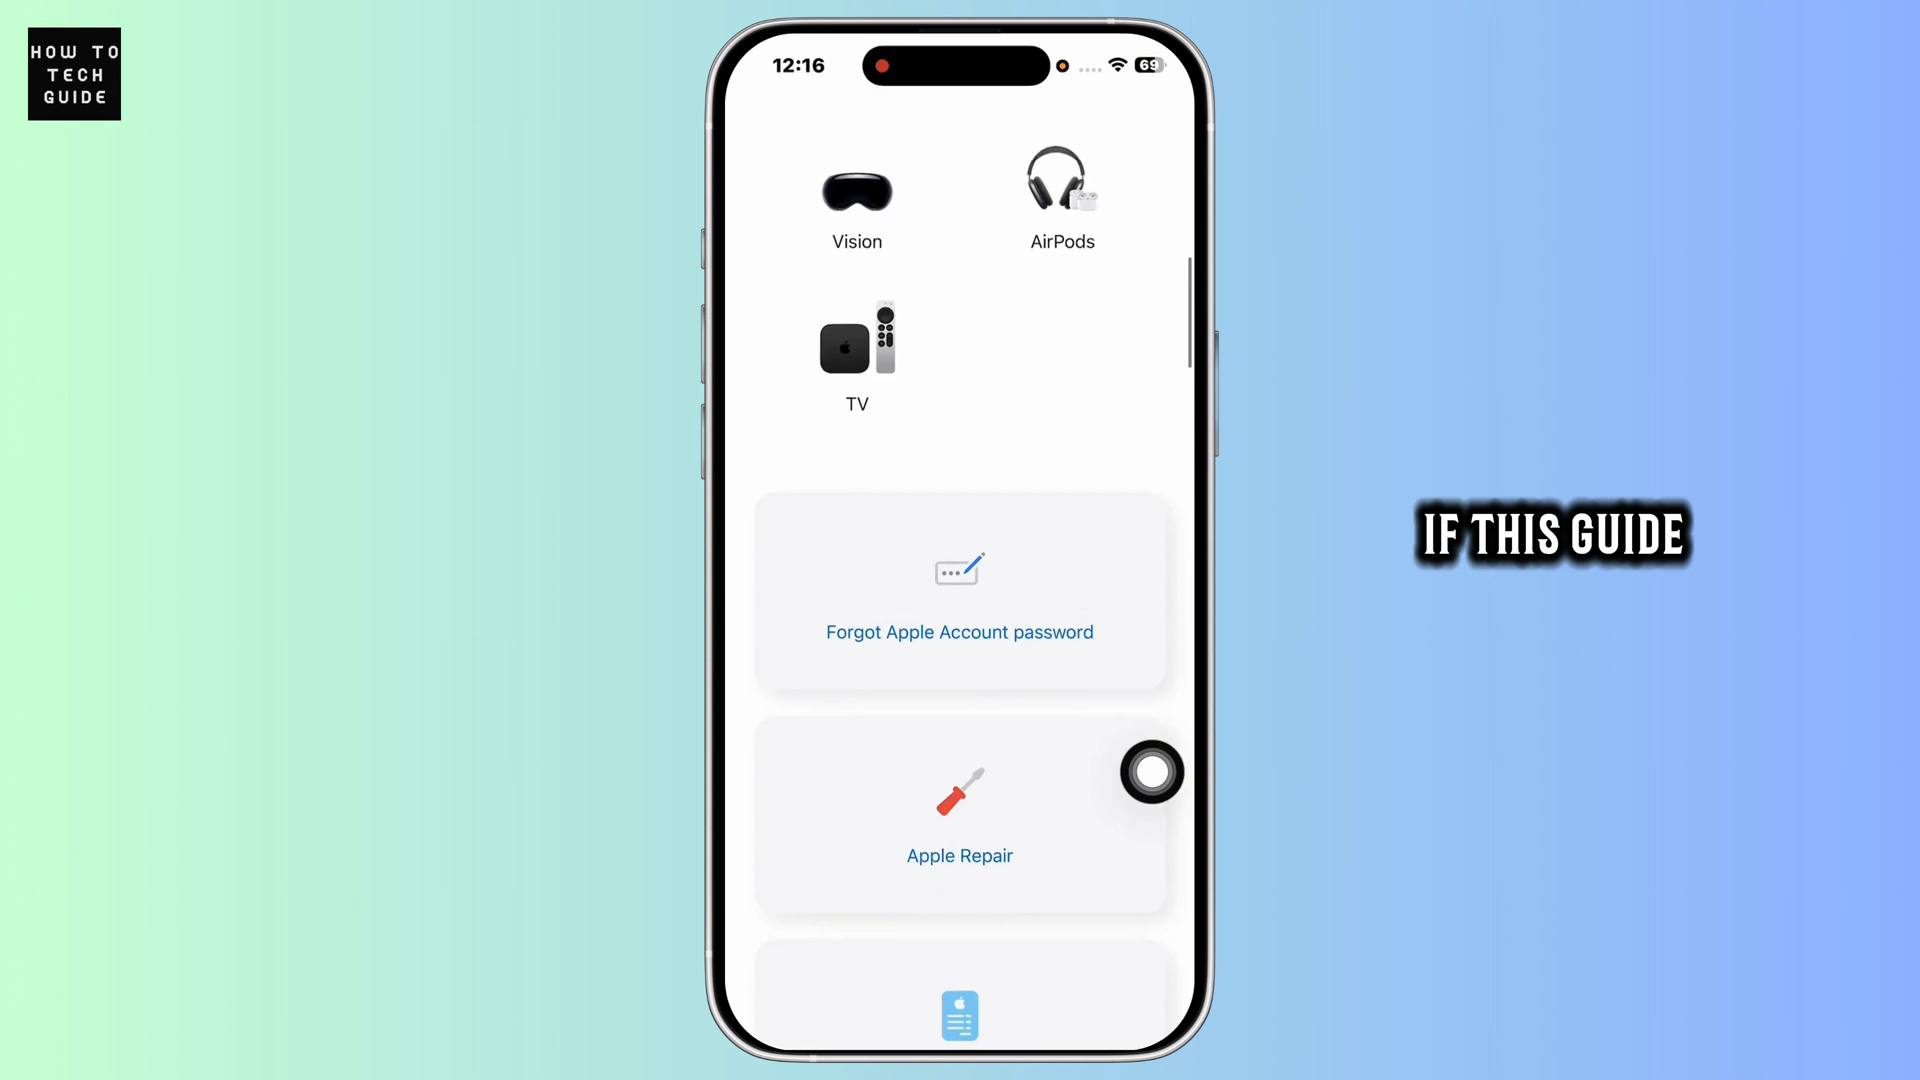 HOW TO
TECH
GUIDE
12:16
69
Vision
AirPods
TV
IF THIS GUIDE
Forgot Apple Account password
Apple Repair